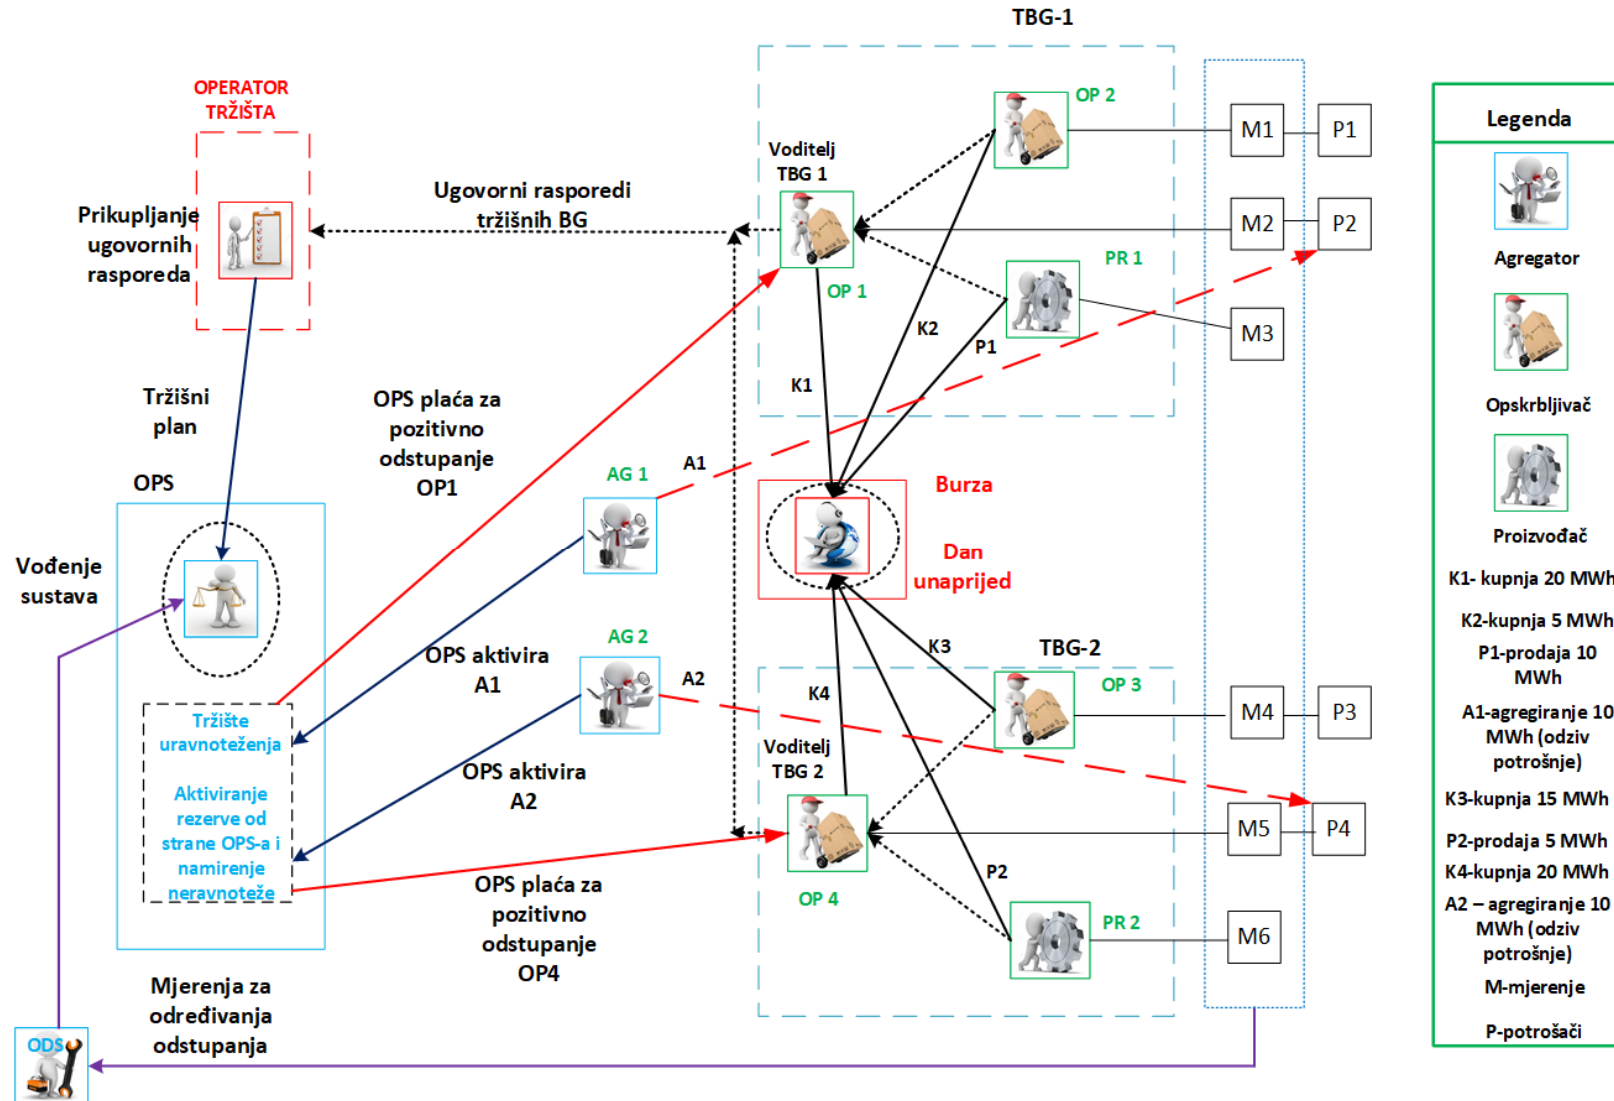 TBG-1
OPERATOR
TRŽIŠTA
Prikupljanje
ugovornih
rasporeda
Ugovorni rasporedi
tržišnih BG
Voditelj
TBG 1
OP 1
OP 2
PR 1
M1
P1
M2
P2
M3
K1
K2
P1
Tržišni
plan
OPS plaća za
pozitivno
odstupanje
OP1
OPS
Vođenje
sustava
AG 1
A1
Burza
Dan
unaprijed
AG 2
A2
OPS aktivira
A1
OPS aktivira
A2
Tržište
uravnoteženja
Aktiviranje
rezerve od
strane OPS-a i
namirenje
neravnoteže
OPS plaća za
pozitivno
odstupanje
OP4
TBG-2
K3
K4
P2
Voditelj
TBG 2
OP 4
OP 3
PR 2
M4
P3
M5
P4
M6
Mjerenja za
određivanja
odstupanja
ODS
Legenda
Agregator
Opskrbljivač
Proizvođač
K1- kupnja 20 MWh
K2-kupnja 5 MWh
P1-prodaja 10
MWh
A1-agregiranje 10
MWh (odziv
potrošnje)
K3-kupnja 15 MWh
P2-prodaja 5 MWh
K4-kupnja 20 MWh
A2 – agregiranje 10
MWh (odziv
potrošnje)
M-mjerenje
P-potrošači